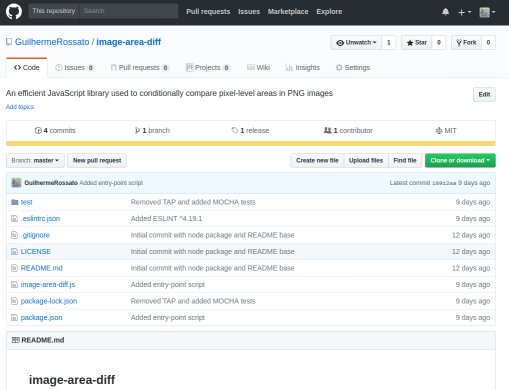 This repository Search Pull requests Issues Marketplace Explore
GuilhermeRossato / image-area-diff Unwatch 1 Star 0 Fork 0
Code Issues 0 Pull requests 0 Projects 0 Wiki Insights Settings
An efficient JavaScript library used to conditionally compare pixel-level areas in PNG images Edit
Add topics
4 commits 1 branch 1 release 1 contributor MIT
Branch: master New pull request Create new file Upload files Find file Clone or download
GuilhermeRossato Added entry-point script Latest commit 9 days ago
test Removed TAP and added MOCHA tests 9 days ago
.eslintrc.json Added ESLINT ^4.19.1 9 days ago
.gitignore Initial commit with node package and README base 12 days ago
LICENSE Initial commit with node package and README base 12 days ago
README.md Initial commit with node package and README base 12 days ago
image-area-diff.js Added entry-point script 9 days ago
package-lock.json Removed TAP and added MOCHA tests 9 days ago
package.json Added entry-point script 9 days ago
README.md
image-area-diff